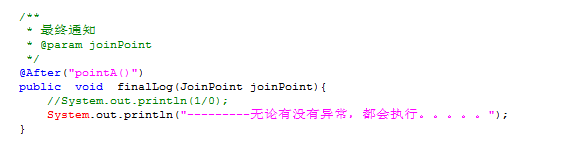 /**
 * 最终通知
 * @param joinPoint
 */
@After("pointA()")
public  void  finalLog(JoinPoint joinPoint){
    //System.out.println(1/0);
    System.out.println("---------无论有没有异常，都会执行。。。。。");
}